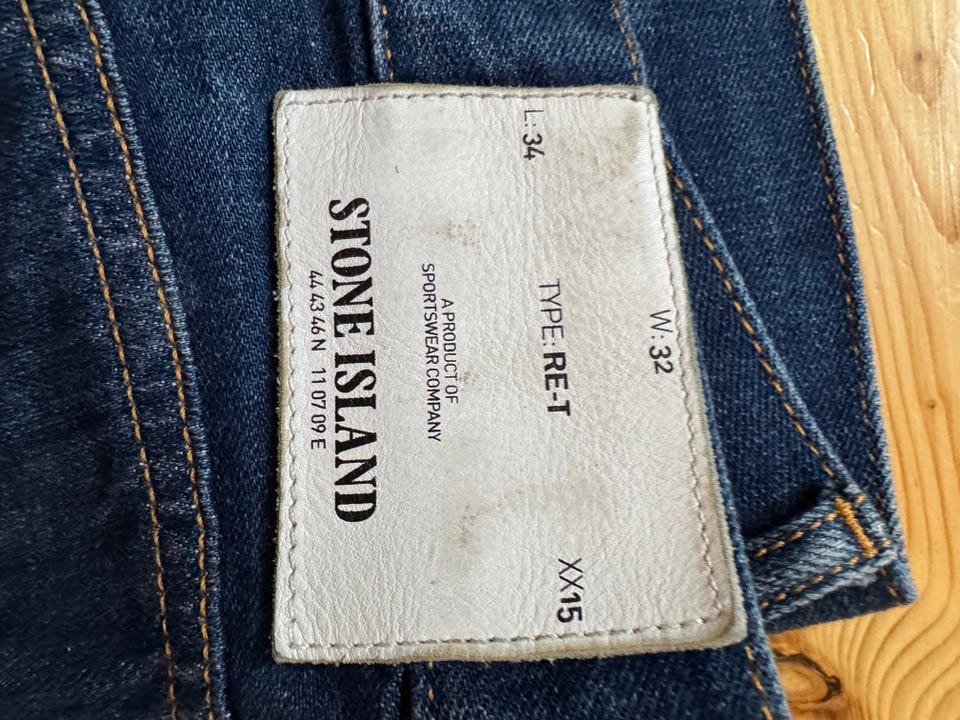 W: 32
L: 34
TYPE: RE-T
XX15
A PRODUCT OF
SPORTSWEAR COMPANY
STONE ISLAND
44 43 46 N 11 07 09 E